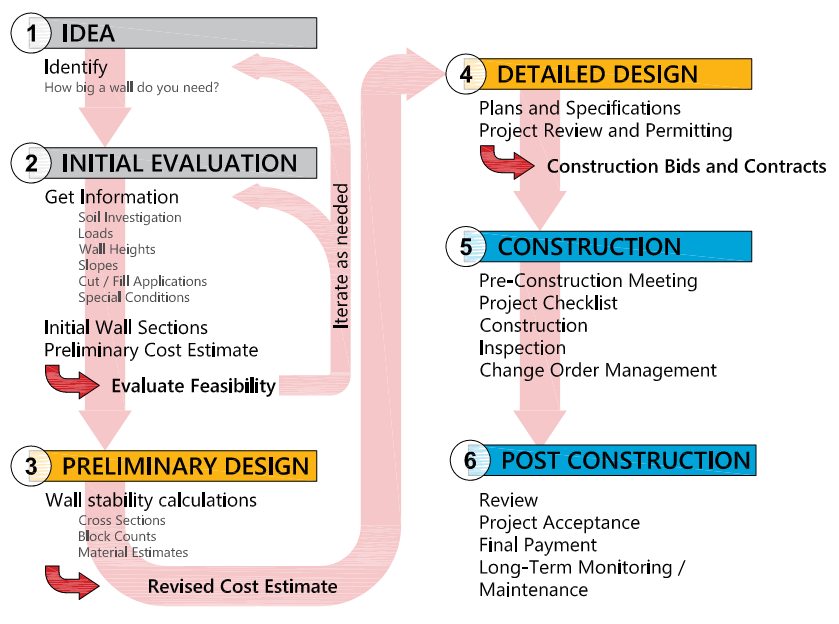 1 IDEA
Identify
How big a wall do you need?
2 INITIAL EVALUATION
Get Information
Soil Investigation
Loads
Wall Heights
Slopes
Cut / Fill Applications
Special Conditions
Initial Wall Sections
Preliminary Cost Estimate
Evaluate Feasibility
Iterate as needed
3 PRELIMINARY DESIGN
Wall stability calculations
Cross Sections
Block Counts
Material Estimates
Revised Cost Estimate
4 DETAILED DESIGN
Plans and Specifications
Project Review and Permitting
Construction Bids and Contracts
5 CONSTRUCTION
Pre-Construction Meeting
Project Checklist
Construction
Inspection
Change Order Management
6 POST CONSTRUCTION
Review
Project Acceptance
Final Payment
Long-Term Monitoring /
Maintenance